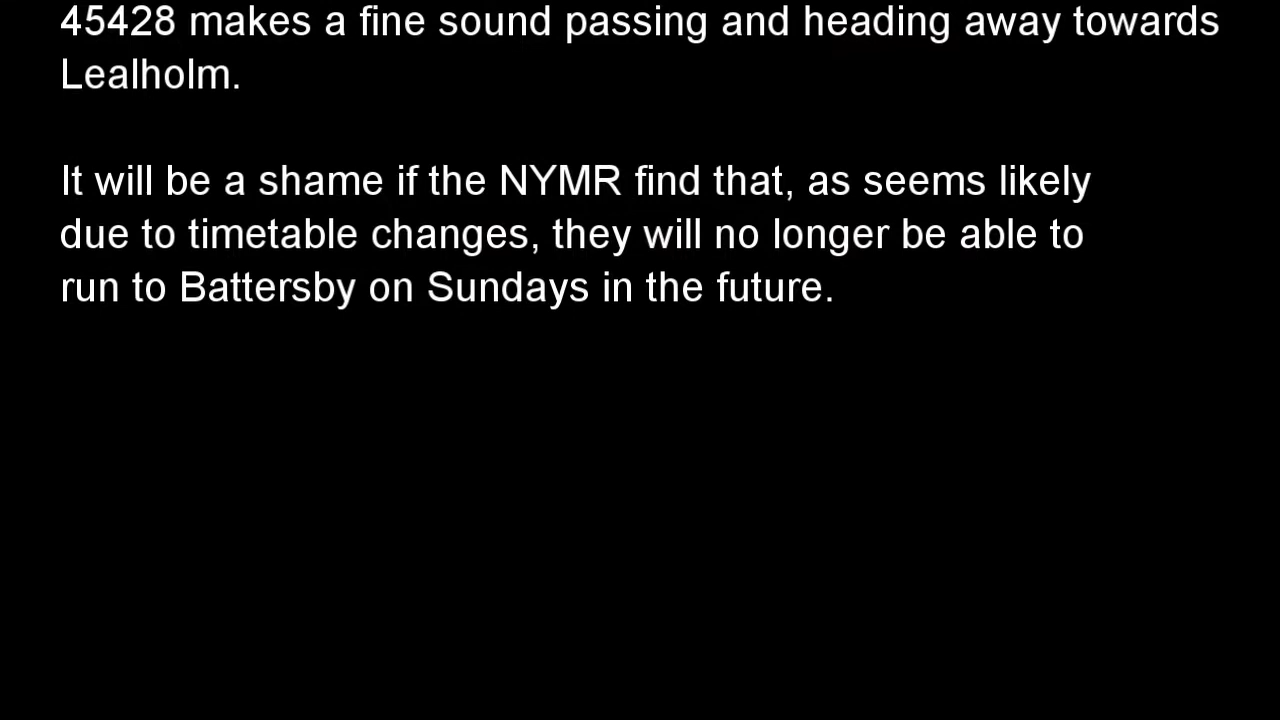 45428 makes a fine sound passing and heading away towards
Lealholm.
It will be a shame if the NYMR find that, as seems likely
due to timetable changes, they will no longer be able to
run to Battersby on Sundays in the future.